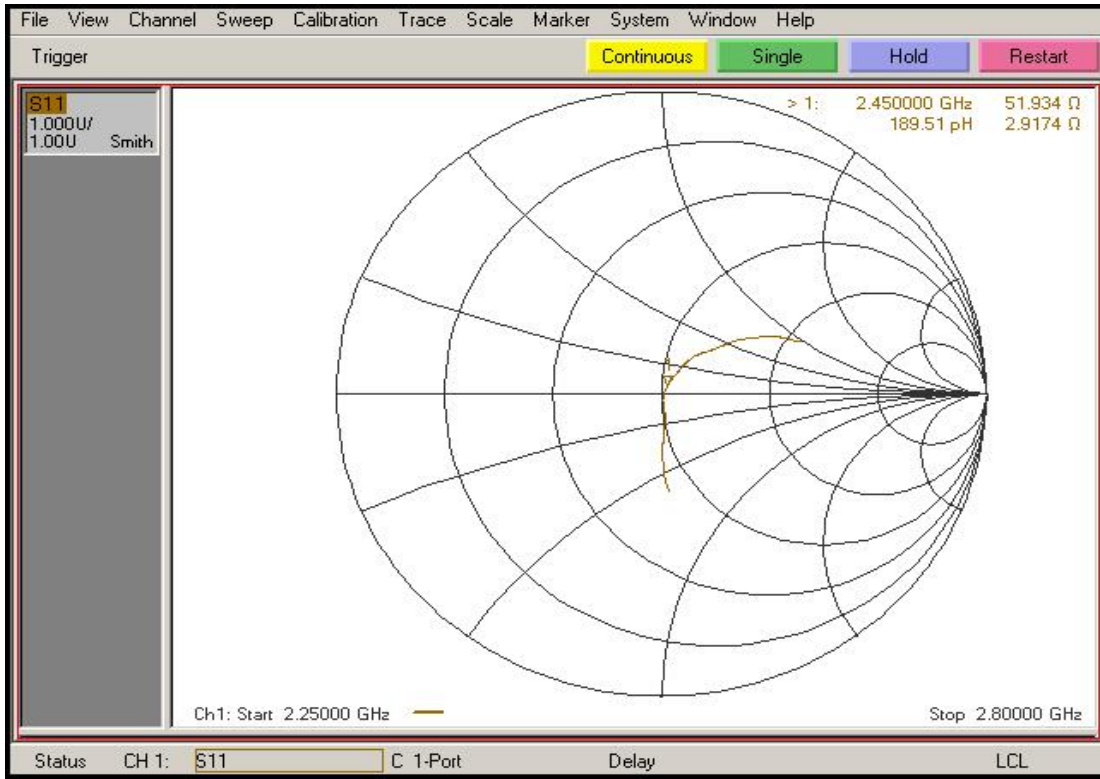 File View Channel Sweep Calibration Trace Scale Marker System Window Help
Trigger Continuous Single Hold Restart
S11
1.000U/
1.00U Smith
> 1: 2.450000 GHz 51.934 Ω
189.51 pH 2.9174 Ω
1
Ch1: Start 2.25000 GHz Stop 2.80000 GHz
Status CH 1: S11 C 1-Port Delay LCL